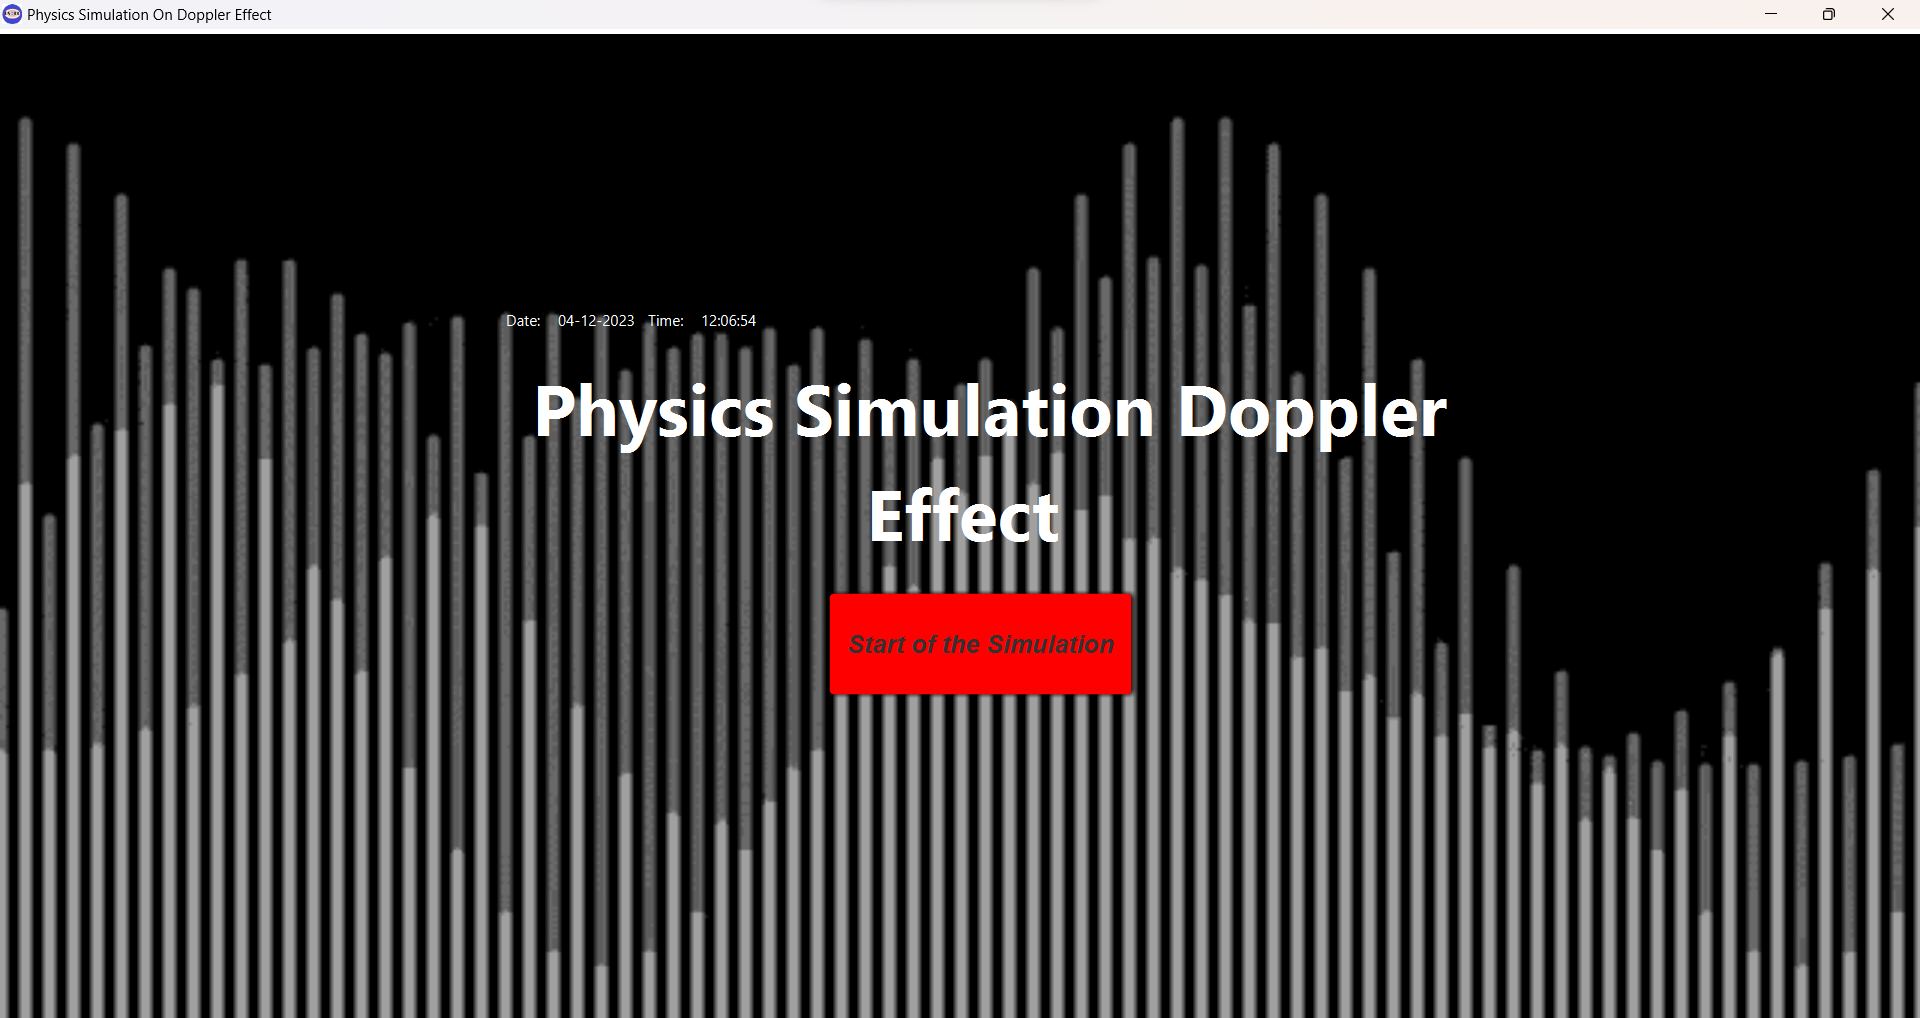 Physics Simulation On Doppler Effect
Date: 04-12-2023 Time: 12:06:54
Physics Simulation Doppler
Effect
Start of the Simulation